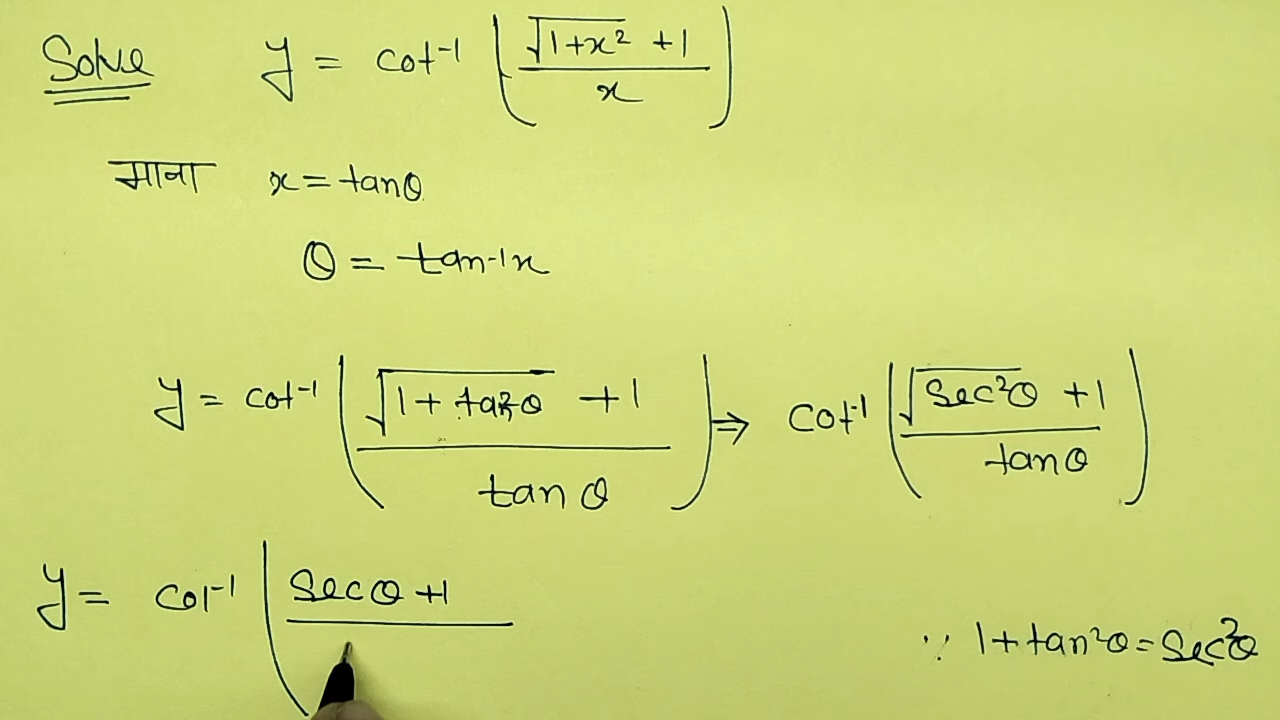 Solve y = cot⁻¹ (√(1+x²) +1 / x)
माना x = tanθ
θ = tan⁻¹x
y = cot⁻¹ (√(1+tan²θ) +1 / tanθ) ⇒ cot⁻¹ (√(sec²θ) +1 / tanθ)
y = cot⁻¹ (secθ +1
∵ 1+tan²θ = sec²θ